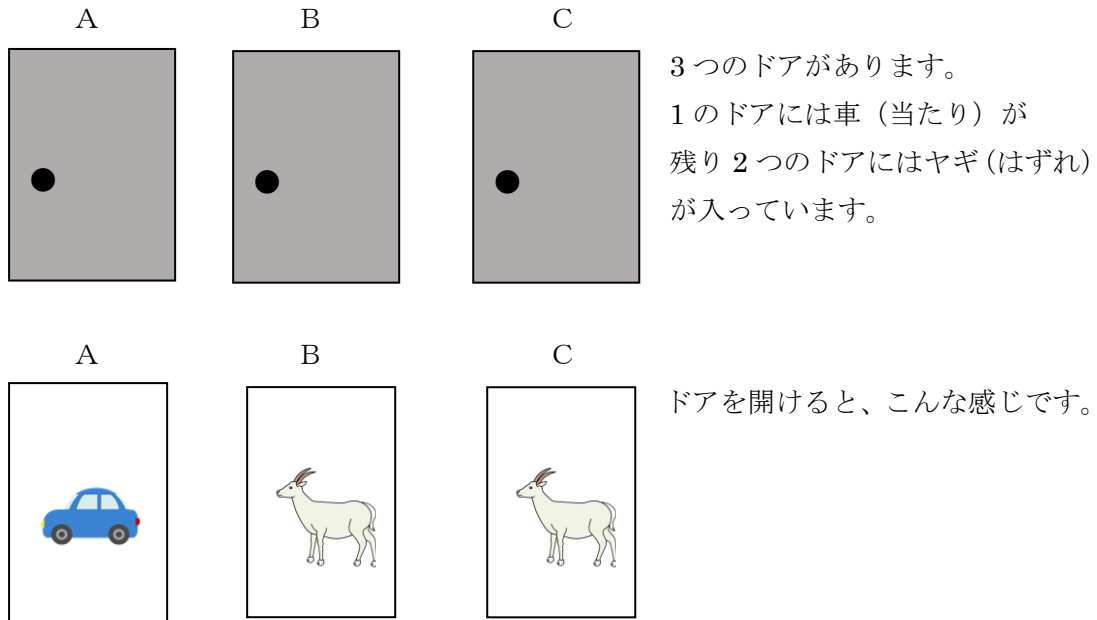 A B C
3 つのドアがあります。
1 のドアには車（当たり）が
残り 2 つのドアにはヤギ（はずれ）
が入っています。
A B C
ドアを開けると、こんな感じです。